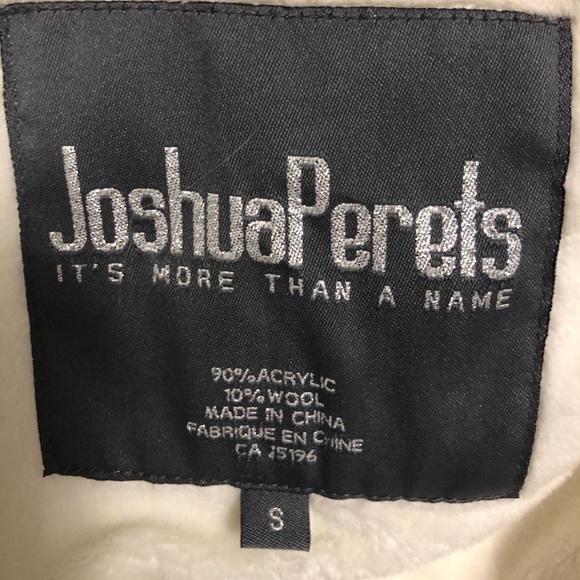 JoshuaPerets
IT'S MORE THAN A NAME
90% ACRYLIC
10% WOOL
MADE IN CHINA
FABRIQUE EN CHINE
CA 15196
S